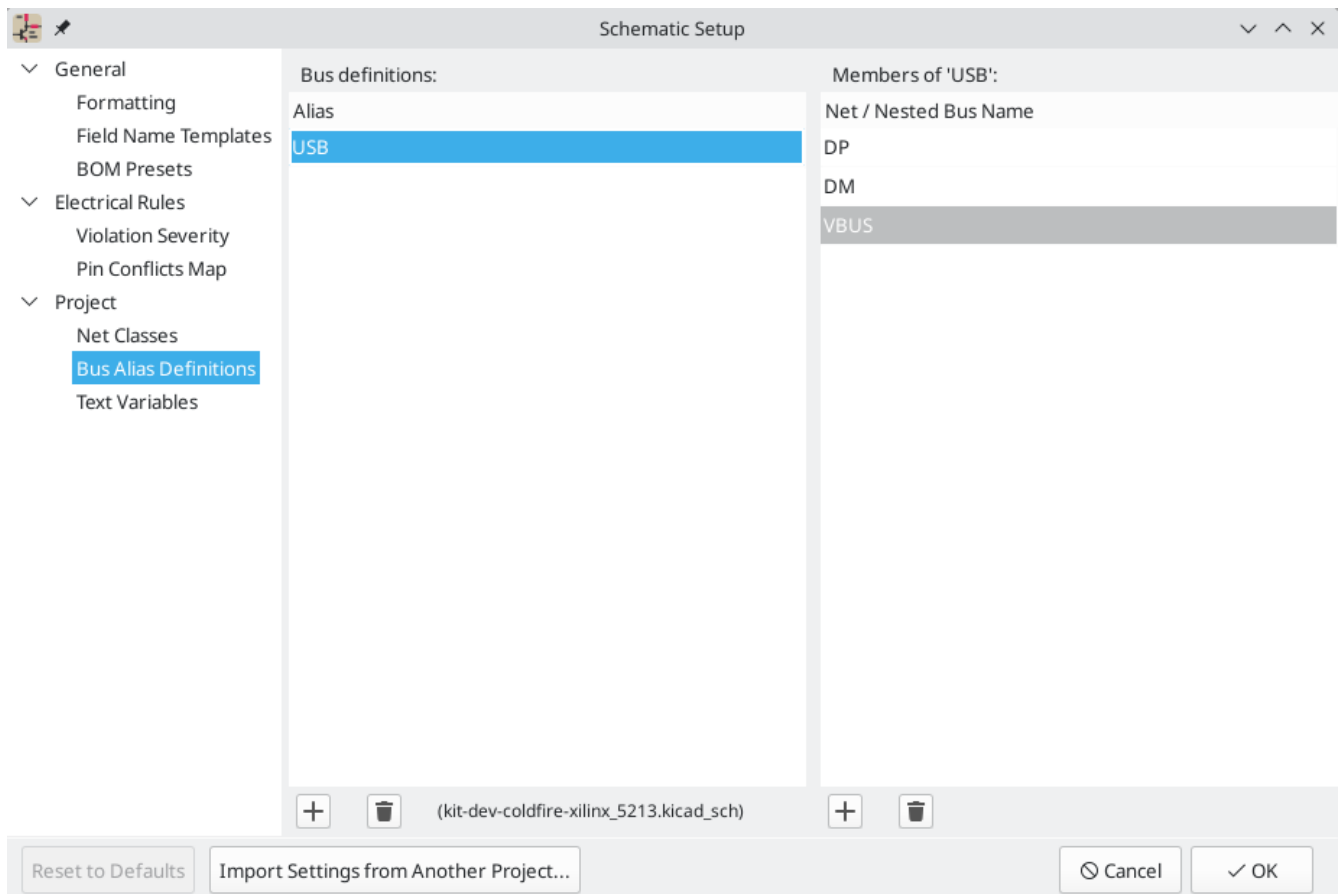 Schematic Setup
General
Formatting
Field Name Templates
BOM Presets
Electrical Rules
Violation Severity
Pin Conflicts Map
Project
Net Classes
Bus Alias Definitions
Text Variables
Bus definitions:
Alias
USB
(kit-dev-coldfire-xilinx_5213.kicad_sch)
Members of 'USB':
Net / Nested Bus Name
DP
DM
VBUS
Reset to Defaults
Import Settings from Another Project...
Cancel
OK